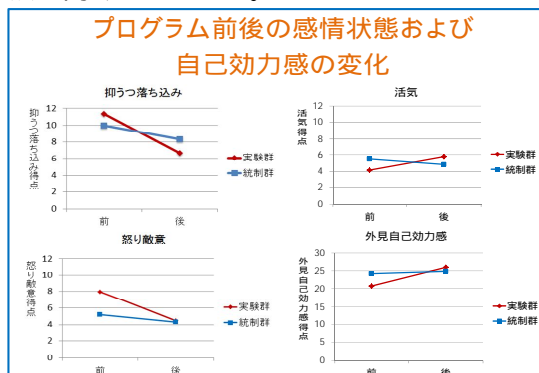 プログラム前後の感情状態および
自己効力感の変化
抑うつ落ち込み
抑うつ落ち込み得点
12
10
8
6
4
2
0
前 後
実験群
統制群
活気
活気得点
12
10
8
6
4
2
0
前 後
実験群
統制群
怒り敵意
怒り敵意得点
12
10
8
6
4
2
0
前 後
実験群
統制群
外見自己効力感
外見自己効力感得点
30
25
20
15
10
5
0
前 後
実験群
統制群